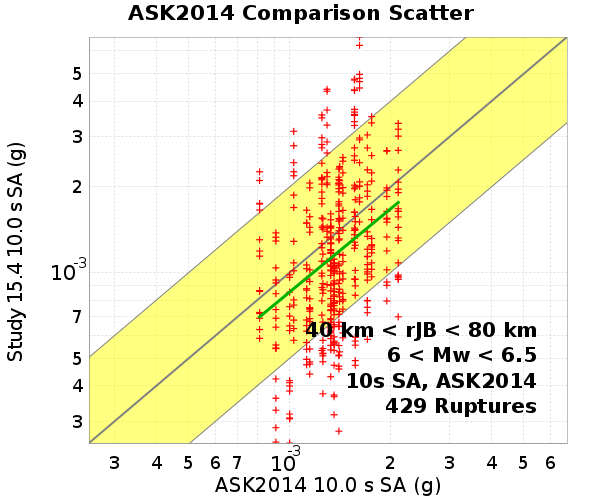 ASK2014 Comparison Scatter
Study 15.4 10.0 s SA (g)
5
4
3
2
10-3
7
5
4
3
40 km < rJB < 80 km
6 < Mw < 6.5
10s SA, ASK2014
429 Ruptures
3 4 5 6 7 10-3 2 3 4 5 6
ASK2014 10.0 s SA (g)